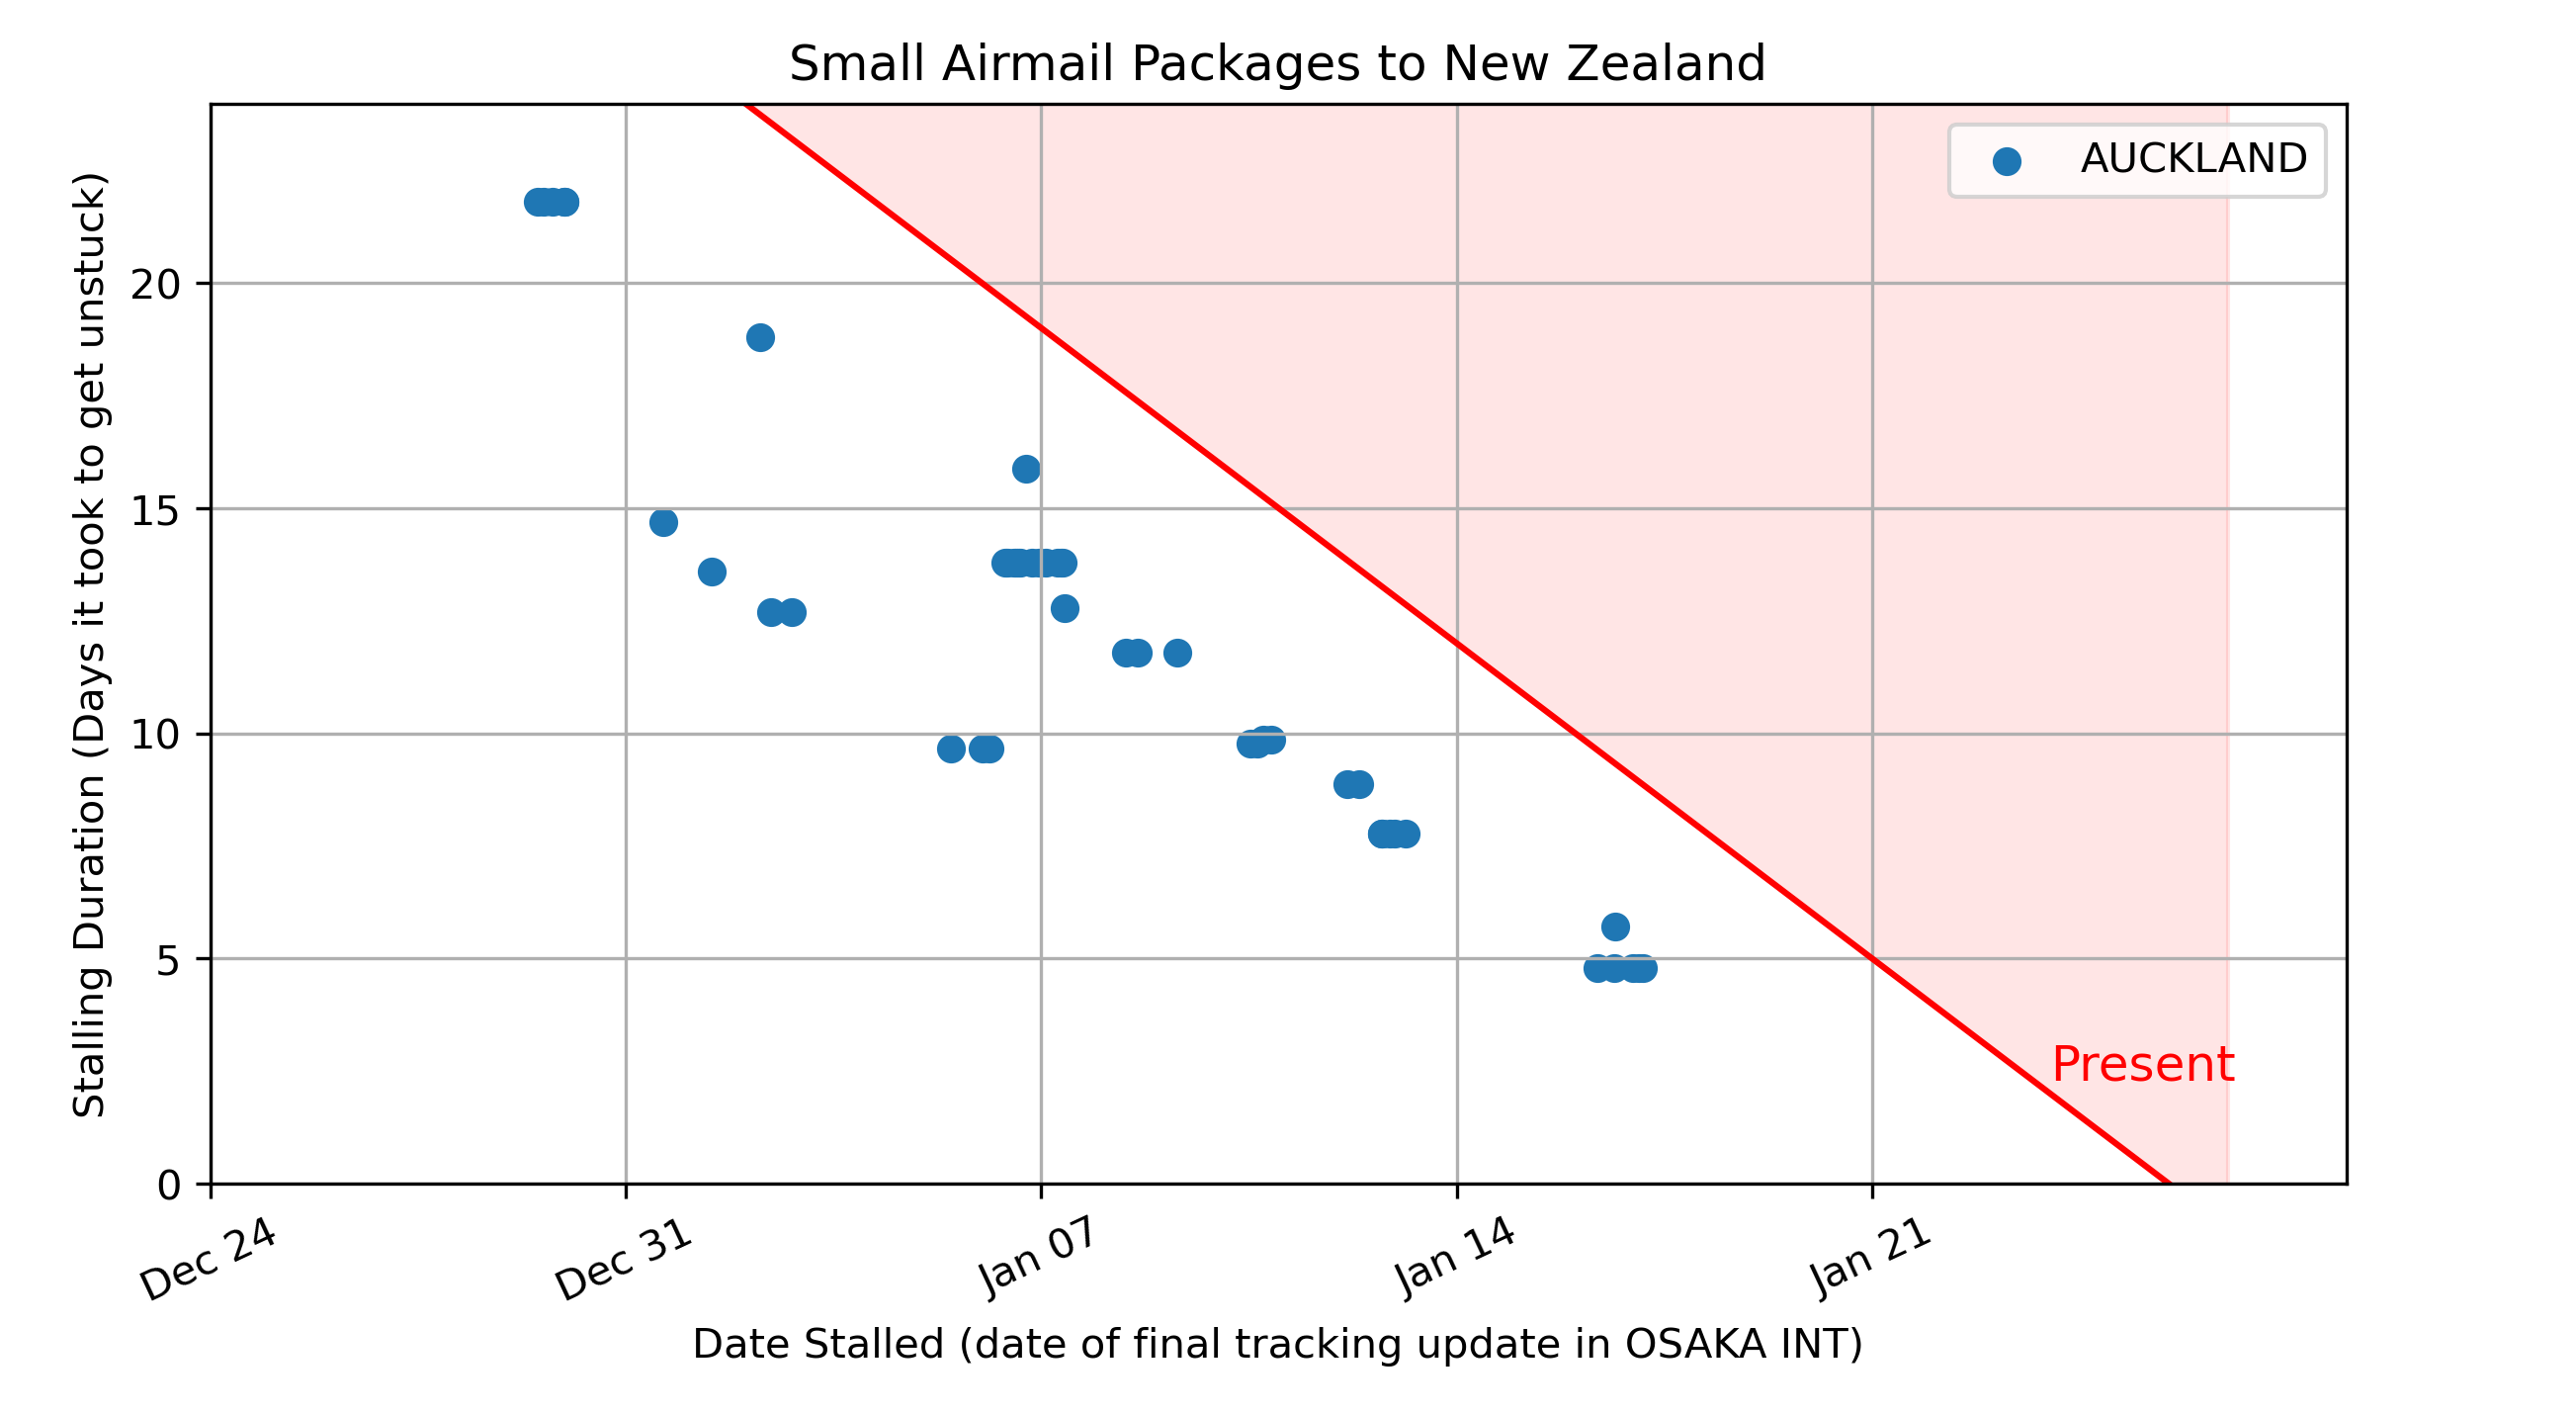 Small Airmail Packages to New Zealand
AUCKLAND
Stalling Duration (Days it took to get unstuck)
20
15
10
5
0
Present
Dec 24
Dec 31
Jan 07
Jan 14
Jan 21
Date Stalled (date of final tracking update in OSAKA INT)